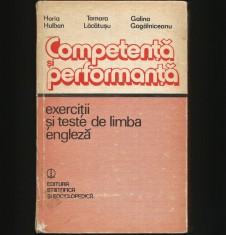 Horia Hulban
Tamara Lăcătușu
Galina Gogălniceanu
Competență
și
performanță
exerciții
și teste de limba
engleză
EDITURA
ȘTIINȚIFICĂ
ȘI ENCICLOPEDICĂ